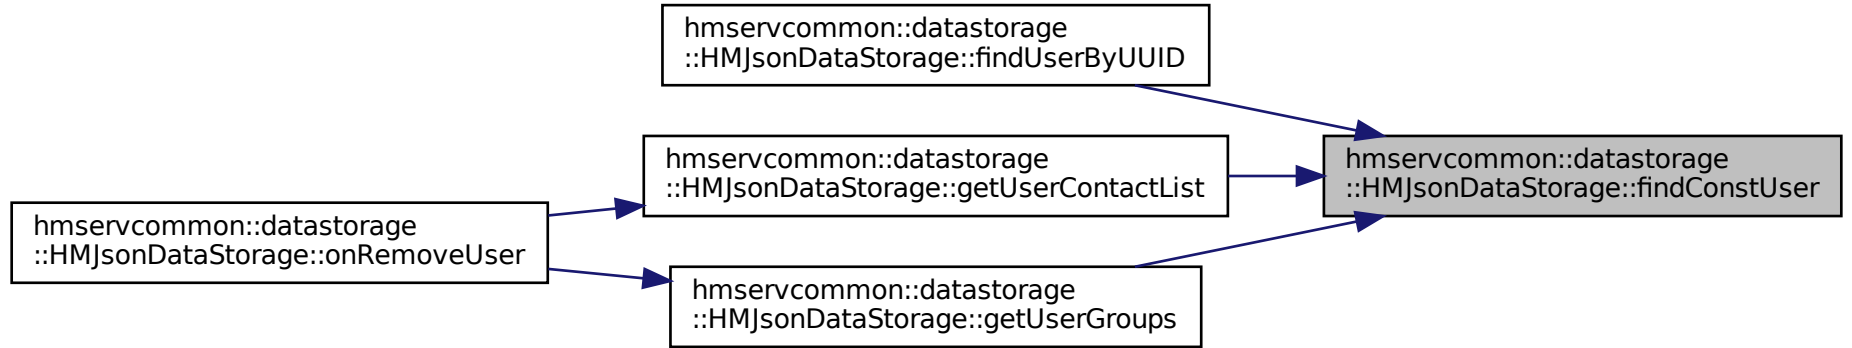 hmservcommon::datastorage
::HMJsonDataStorage::findUserByUUID
hmservcommon::datastorage
::HMJsonDataStorage::getUserContactList
hmservcommon::datastorage
::HMJsonDataStorage::findConstUser
hmservcommon::datastorage
::HMJsonDataStorage::onRemoveUser
hmservcommon::datastorage
::HMJsonDataStorage::getUserGroups